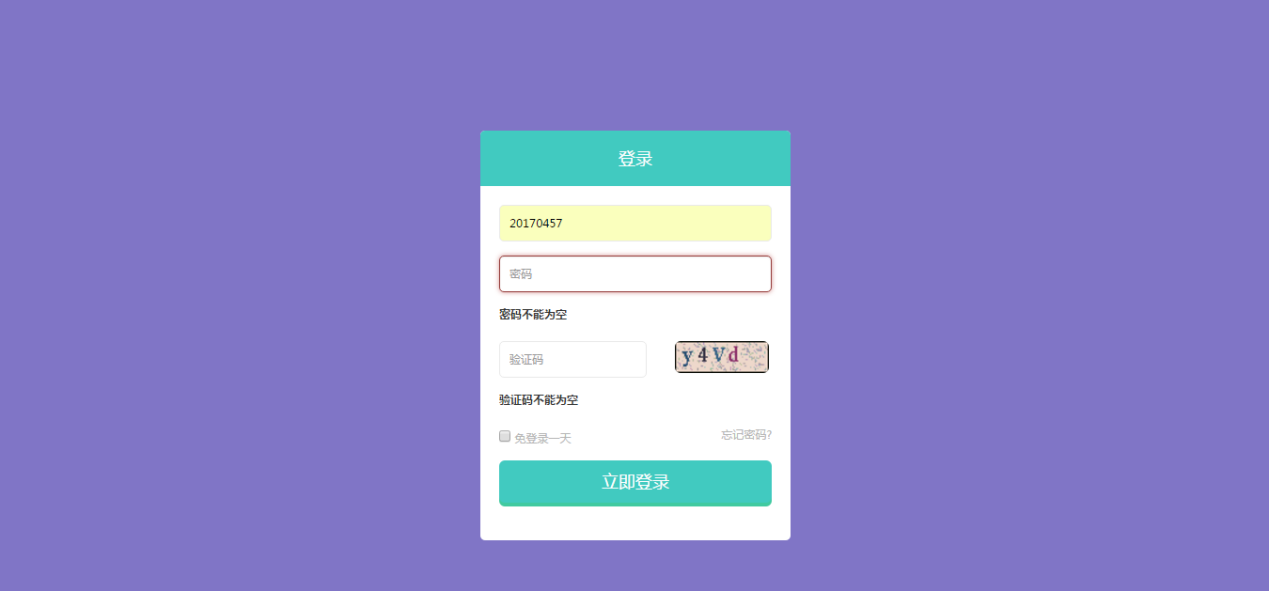 登录
20170457
密码
密码不能为空
验证码
y4Vd
验证码不能为空
免登录一天
忘记密码?
立即登录